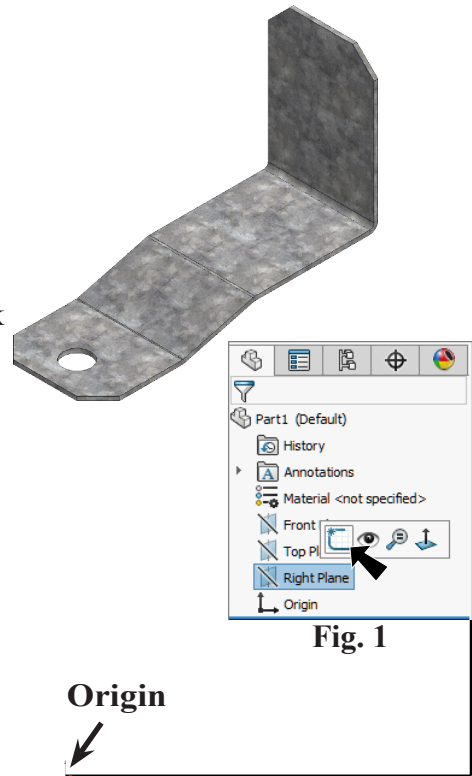 Part1 (Default)
History
Annotations
Material <not specified>
Front
Top Pl
Right Plane
Origin
Fig. 1
Origin